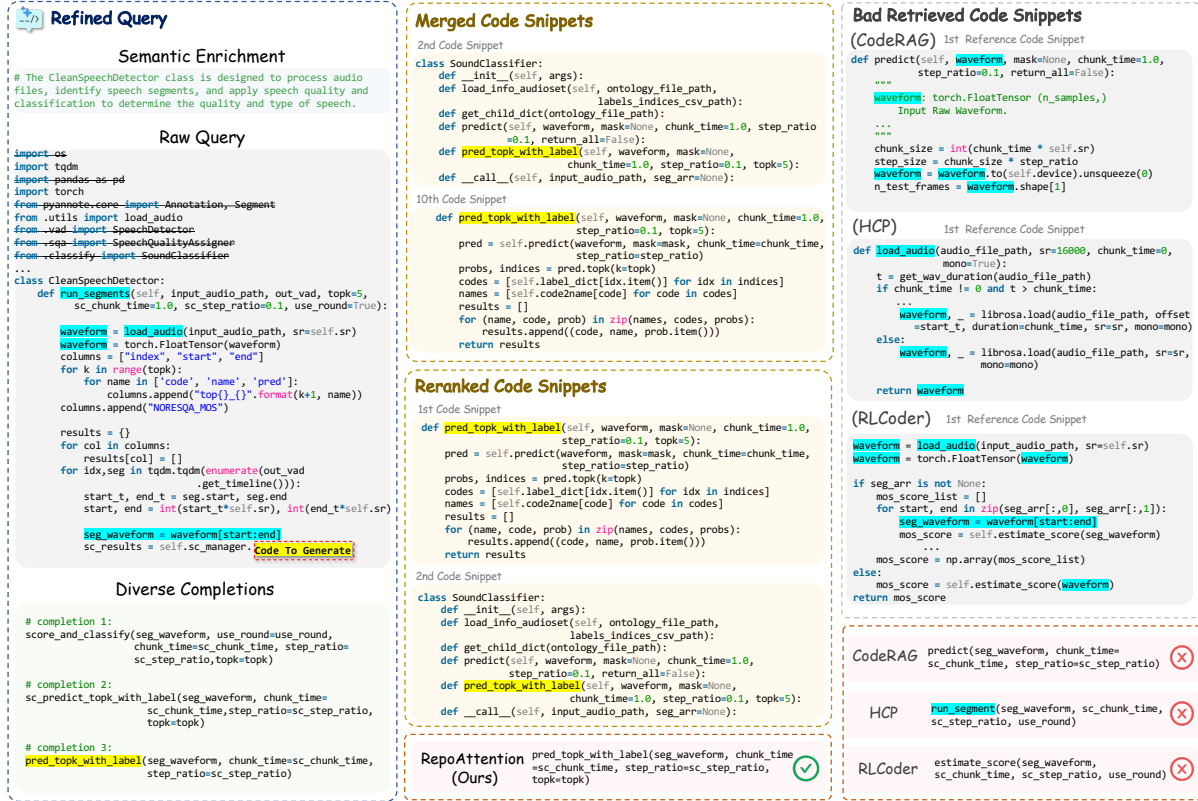 Refined Query
Semantic Enrichment
# The CleanSpeechDetector class is designed to process audio
files, identify speech segments, and apply speech quality and
classification to determine the quality and type of speech.
Raw Query
import os
import tqdm
import pandas as pd
import torch
from pyannote.core import Annotation, Segment
from .utils import load_audio
from .vad import SpeechDetector
from .sqa import SpeechQualityAssigner
from .classify import SoundClassifier
...
class CleanSpeechDetector:
def run_segments(self, input_audio_path, out_vad, topk=5,
sc_chunk_time=1.0, sc_step_ratio=0.1, use_round=True):
waveform = load_audio(input_audio_path, sr=self.sr)
waveform = torch.FloatTensor(waveform)
columns = ["index", "start", "end"]
for k in range(topk):
for name in ['code', 'name', 'pred']:
columns.append("top{}_{}".format(k+1, name))
columns.append("NORESQA_MOS")
results = {}
for col in columns:
results[col] = []
for idx,seg in tqdm.tqdm(enumerate(out_vad
.get_timeline())):
start_t, end_t = seg.start, seg.end
start, end = int(start_t*self.sr), int(end_t*self.sr)
seg_waveform = waveform[start:end]
sc_results = self.sc_manager. Code To Generate
Diverse Completions
# completion 1:
score_and_classify(seg_waveform, use_round=use_round,
chunk_time=sc_chunk_time, step_ratio=
sc_step_ratio,topk=topk)
# completion 2:
sc_predict_topk_with_label(seg_waveform, chunk_time=
sc_chunk_time,step_ratio=sc_step_ratio,
topk=topk)
# completion 3:
pred_topk_with_label(seg_waveform, chunk_time=sc_chunk_time,
step_ratio=sc_step_ratio)
Merged Code Snippets
2nd Code Snippet
class SoundClassifier:
def __init__(self, args):
def load_info_audioset(self, ontology_file_path,
labels_indices_csv_path):
def get_child_dict(ontology_file_path):
def predict(self, waveform, mask=None, chunk_time=1.0, step_ratio
=0.1, return_all=False):
def pred_topk_with_label(self, waveform, mask=None,
chunk_time=1.0, step_ratio=0.1, topk=5):
def __call__(self, input_audio_path, seg_arr=None):
10th Code Snippet
def pred_topk_with_label(self, waveform, mask=None, chunk_time=1.0,
step_ratio=0.1, topk=5):
pred = self.predict(waveform, mask=mask, chunk_time=chunk_time,
step_ratio=step_ratio)
probs, indices = pred.topk(k=topk)
codes = [self.label_dict[idx.item()] for idx in indices]
names = [self.code2name[code] for code in codes]
results = []
for (name, code, prob) in zip(names, codes, probs):
results.append((code, name, prob.item()))
return results
Reranked Code Snippets
1st Code Snippet
def pred_topk_with_label(self, waveform, mask=None, chunk_time=1.0,
step_ratio=0.1, topk=5):
pred = self.predict(waveform, mask=mask, chunk_time=chunk_time,
step_ratio=step_ratio)
probs, indices = pred.topk(k=topk)
codes = [self.label_dict[idx.item()] for idx in indices]
names = [self.code2name[code] for code in codes]
results = []
for (name, code, prob) in zip(names, codes, probs):
results.append((code, name, prob.item()))
return results
2nd Code Snippet
class SoundClassifier:
def __init__(self, args):
def load_info_audioset(self, ontology_file_path,
labels_indices_csv_path):
def get_child_dict(ontology_file_path):
def predict(self, waveform, mask=None, chunk_time=1.0,
step_ratio=0.1, return_all=False):
def pred_topk_with_label(self, waveform, mask=None,
chunk_time=1.0, step_ratio=0.1, topk=5):
def __call__(self, input_audio_path, seg_arr=None):
RepoAttention
(Ours)
pred_topk_with_label(seg_waveform, chunk_time
=sc_chunk_time, step_ratio=sc_step_ratio,
topk=topk)
Bad Retrieved Code Snippets
(CodeRAG) 1st Reference Code Snippet
def predict(self, waveform, mask=None, chunk_time=1.0,
step_ratio=0.1, return_all=False):
"""
waveform: torch.FloatTensor (n_samples,)
Input Raw Waveform.
...
"""
chunk_size = int(chunk_time * self.sr)
step_size = chunk_size * step_ratio
waveform = waveform.to(self.device).unsqueeze(0)
n_test_frames = waveform.shape[1]
(HCP) 1st Reference Code Snippet
def load_audio(audio_file_path, sr=16000, chunk_time=0,
mono=True):
t = get_wav_duration(audio_file_path)
if chunk_time != 0 and t > chunk_time:
...
waveform, _ = librosa.load(audio_file_path, offset
=start_t, duration=chunk_time, sr=sr, mono=mono)
else:
waveform, _ = librosa.load(audio_file_path, sr=sr,
mono=mono)
return waveform
(RLCoder) 1st Reference Code Snippet
waveform = load_audio(input_audio_path, sr=self.sr)
waveform = torch.FloatTensor(waveform)
if seg_arr is not None:
mos_score_list = []
for start, end in zip(seg_arr[:,0], seg_arr[:,1]):
seg_waveform = waveform[start:end]
mos_score = self.estimate_score(seg_waveform)
...
mos_score = np.array(mos_score_list)
else:
mos_score = self.estimate_score(waveform)
return mos_score
CodeRAG
predict(seg_waveform, chunk_time=
sc_chunk_time, step_ratio=sc_step_ratio)
HCP
run_segment(waveform, sc_chunk_time,
sc_step_ratio, use_round)
RLCoder
estimate_score(seg_waveform,
sc_chunk_time, sc_step_ratio, use_round)